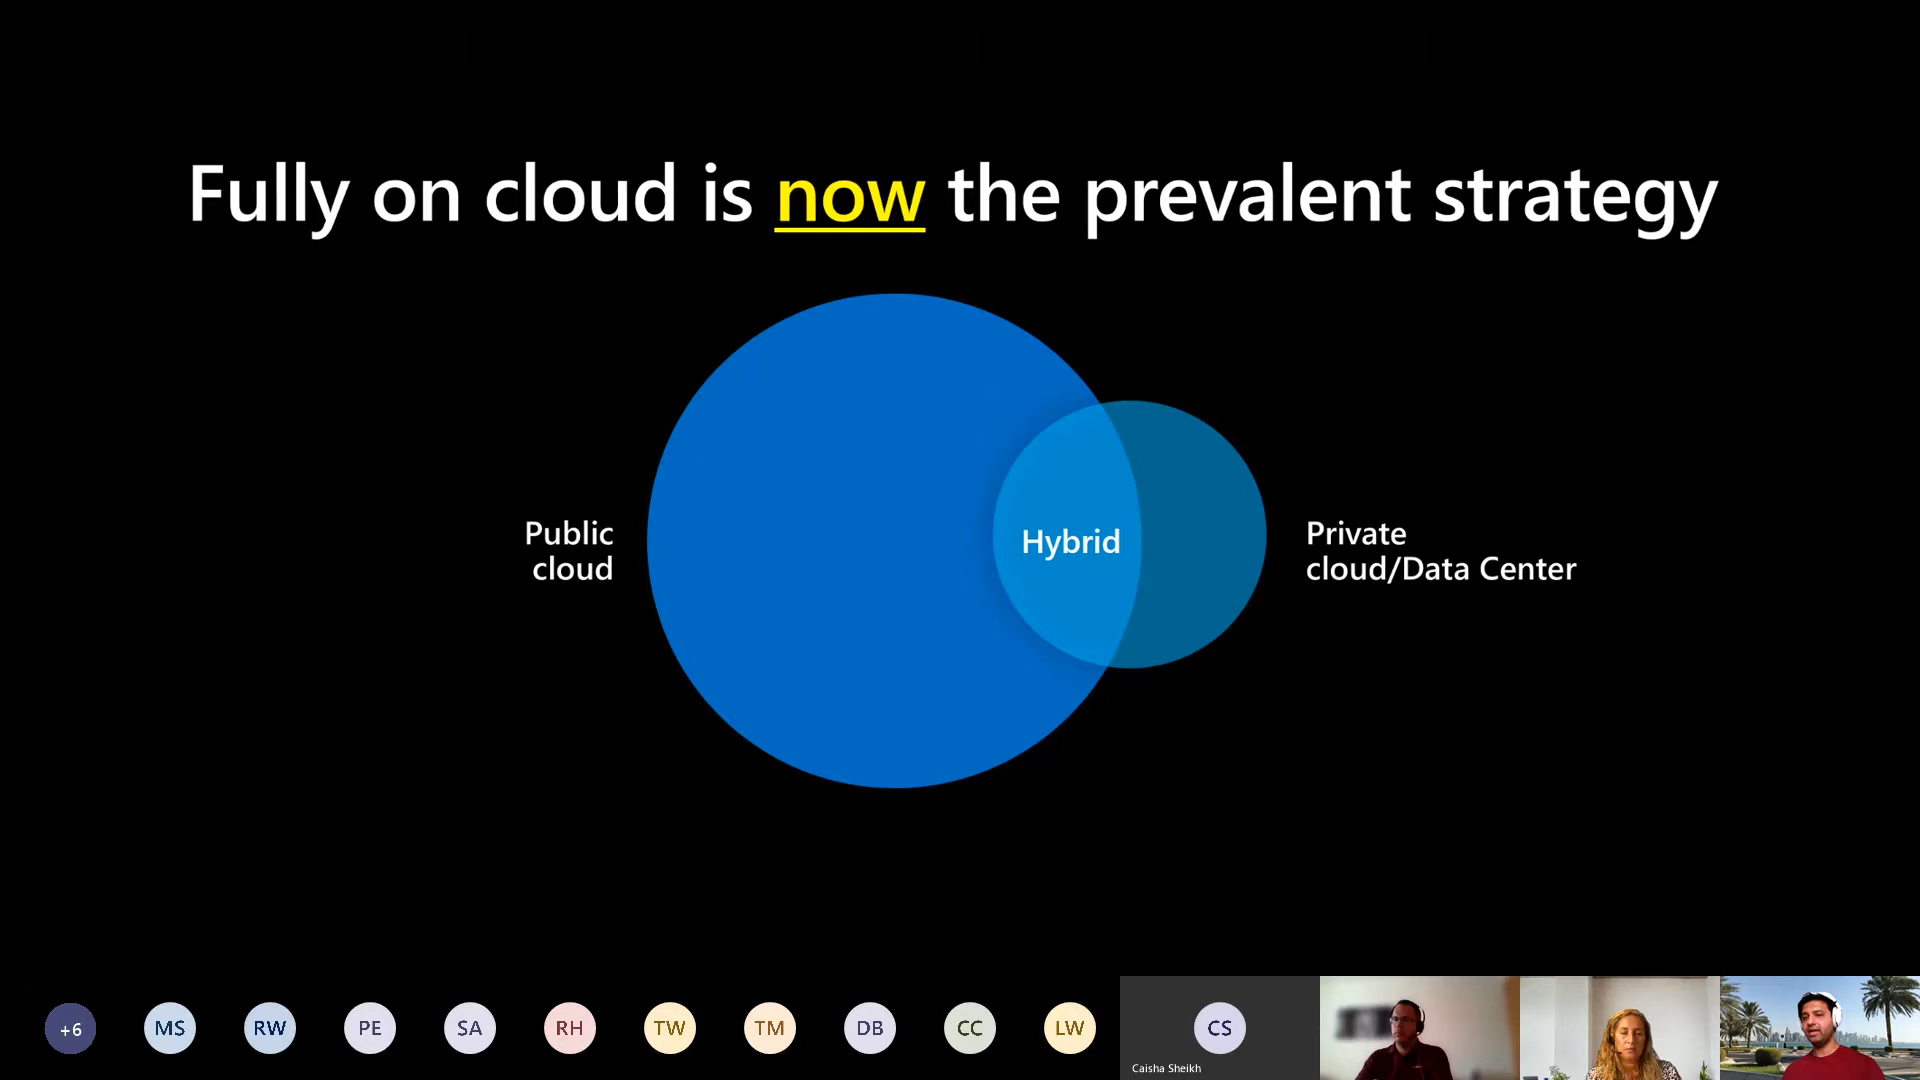 Fully on cloud is now the prevalent strategy
Public
cloud
Hybrid
Private
cloud/Data Center
+6
MS
RW
PE
SA
RH
TW
TM
DB
CC
LW
CS
Caisha Sheikh